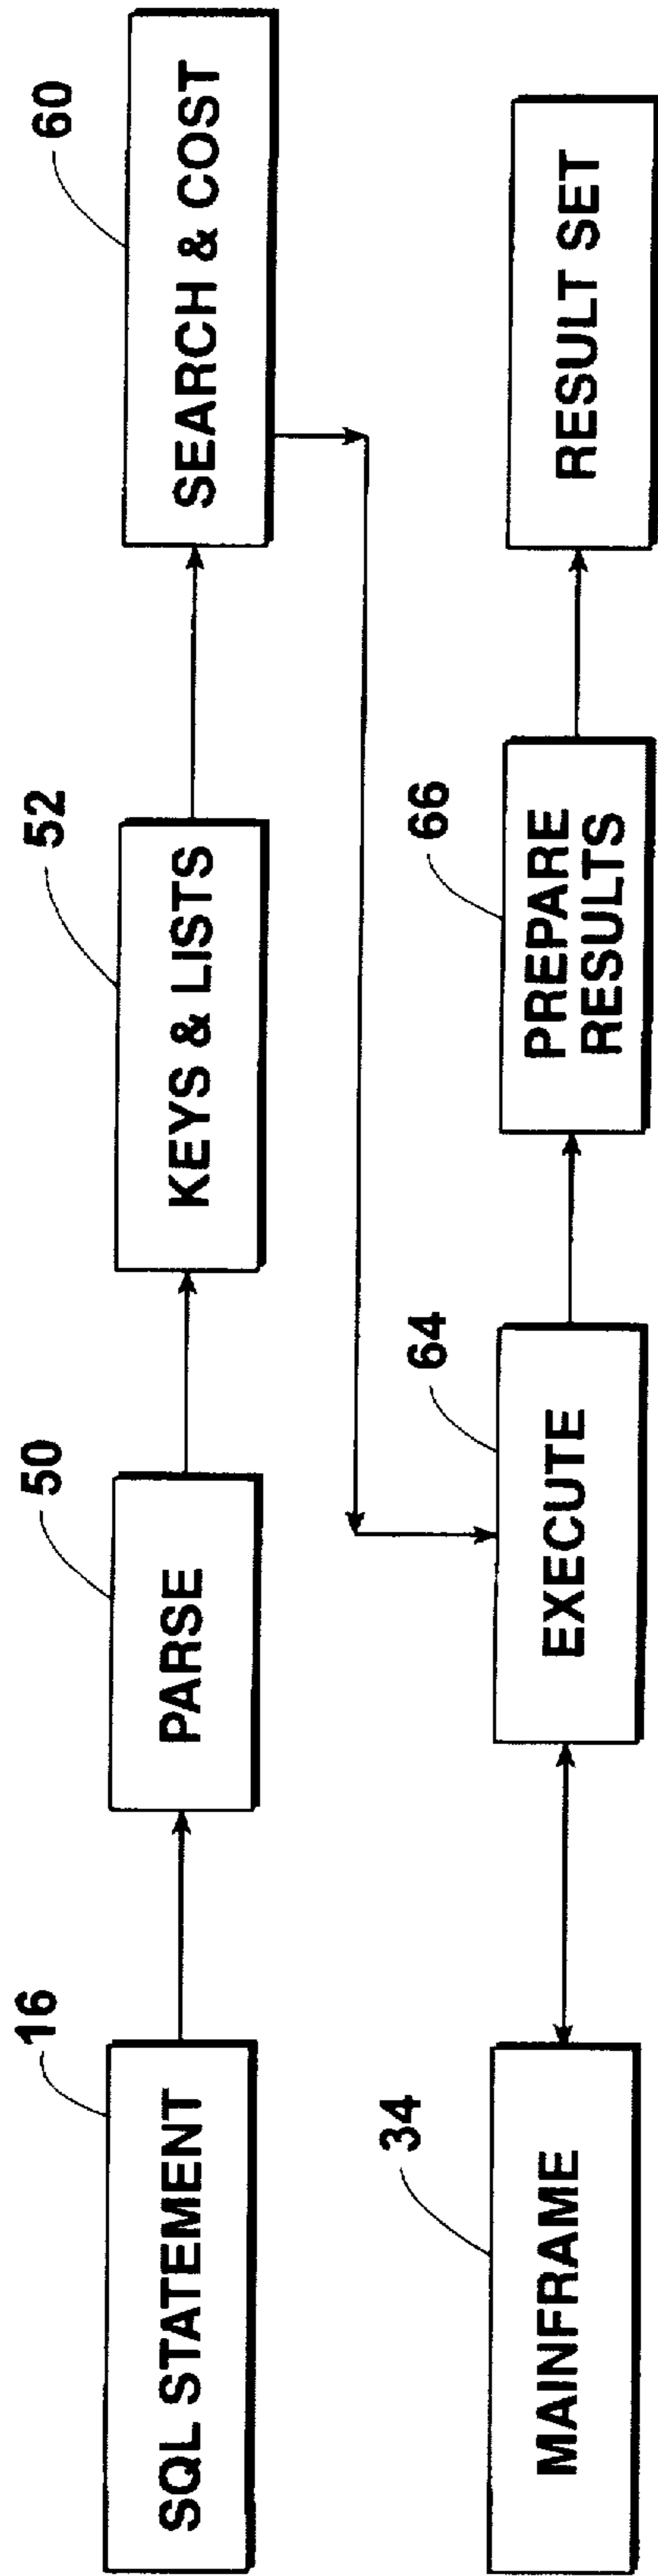 16
SQL STATEMENT
50
PARSE
52
KEYS & LISTS
60
SEARCH & COST
34
MAINFRAME
64
EXECUTE
66
PREPARE
RESULTS
RESULT SET